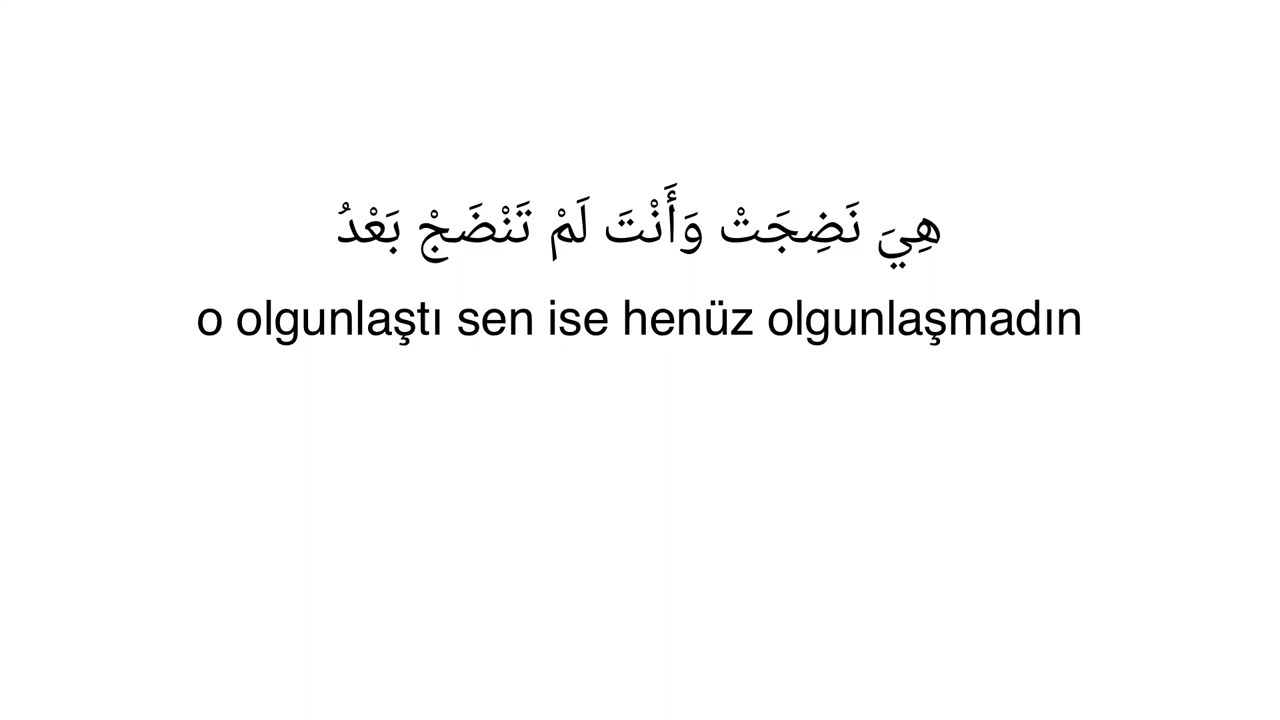 هِيَ نَضِجَتْ وَأَنْتَ لَمْ تَنْضَجْ بَعْدُ
o olgunlaştı sen ise henüz olgunlaşmadın